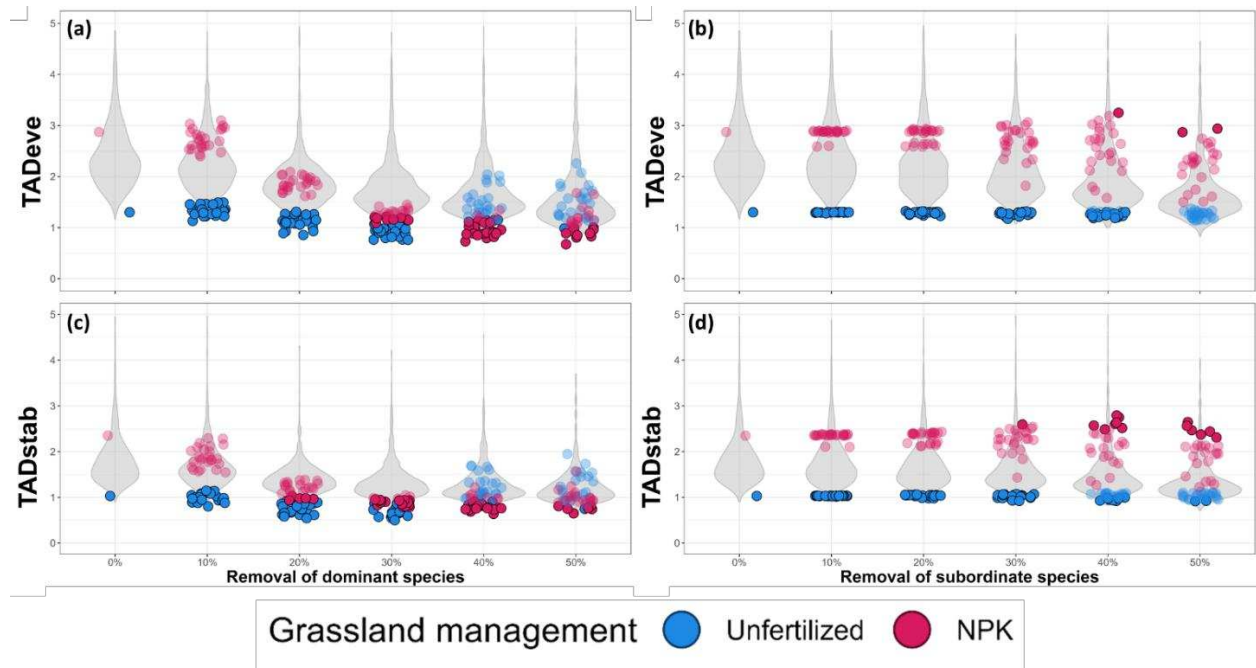 (a)
TADeve
5
4
3
2
1
0
(b)
TADeve
5
4
3
2
1
0
(c)
TADstab
5
4
3
2
1
0
0% 10% 20% 30% 40% 50%
Removal of dominant species
(d)
TADstab
5
4
3
2
1
0
0% 10% 20% 30% 40% 50%
Removal of subordinate species
Grassland management Unfertilized NPK